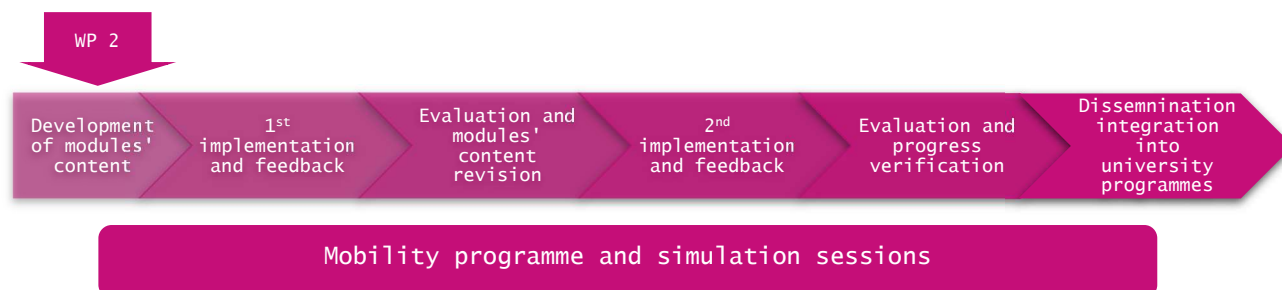 WP 2
Development
of modules'
content
1st
implementation
and feedback
Evaluation and
modules'
content
revision
2nd
implementation
and feedback
Evaluation and
progress
verification
Dissemnination
integration
into
university
programmes
Mobility programme and simulation sessions